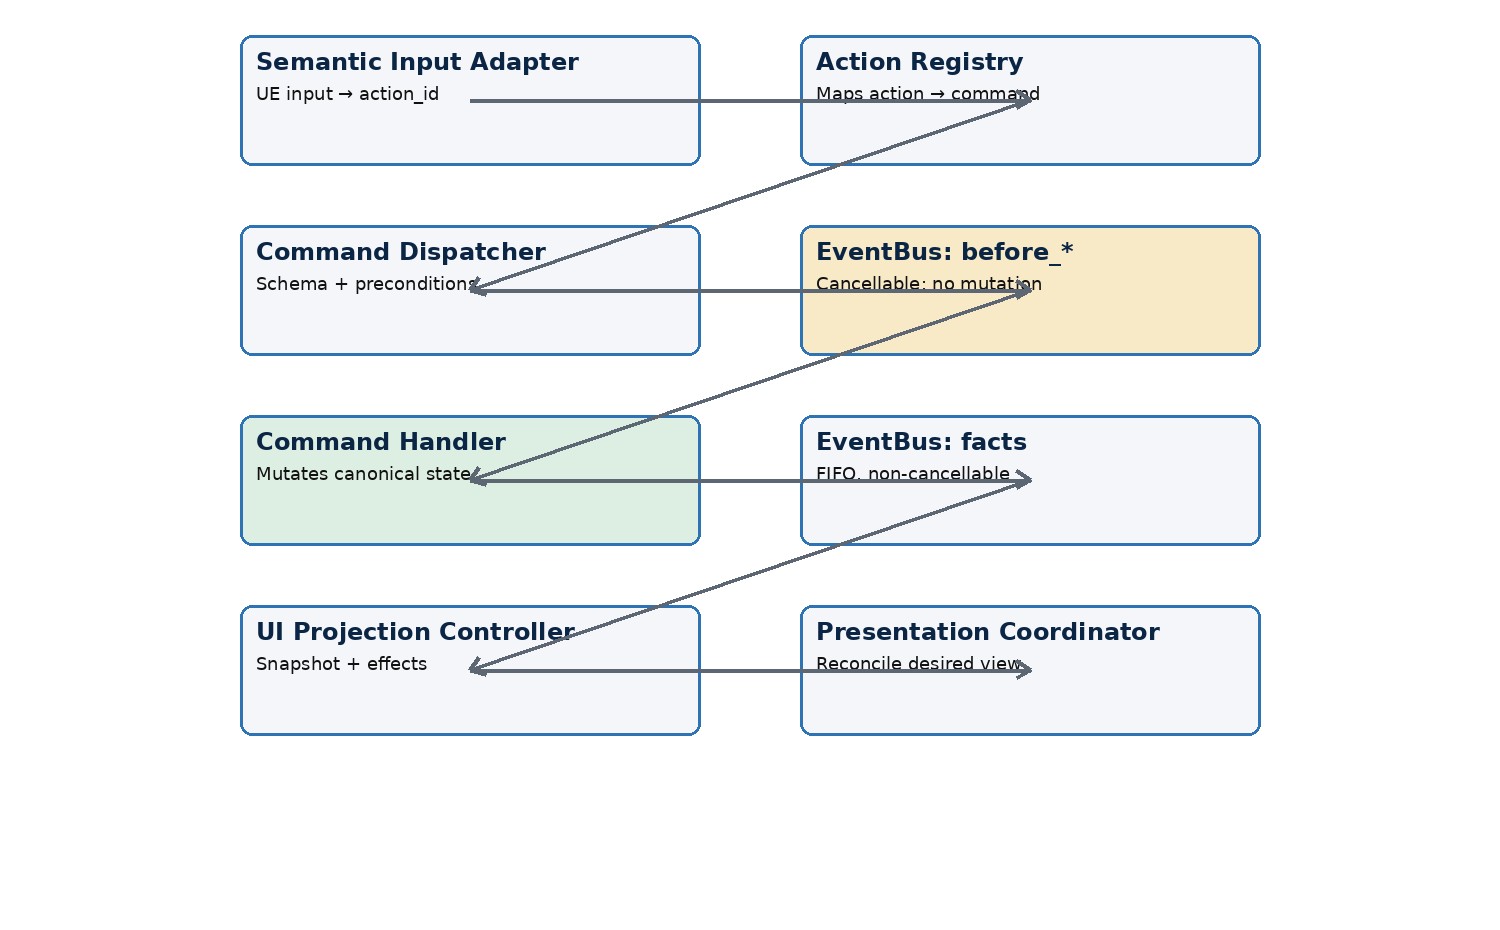 Semantic Input Adapter
UE input → action_id
Action Registry
Maps action → command
Command Dispatcher
Schema + preconditions
EventBus: before_*
Cancellable; no mutation
Command Handler
Mutates canonical state
EventBus: facts
FIFO, non-cancellable
UI Projection Controller
Snapshot + effects
Presentation Coordinator
Reconcile desired view